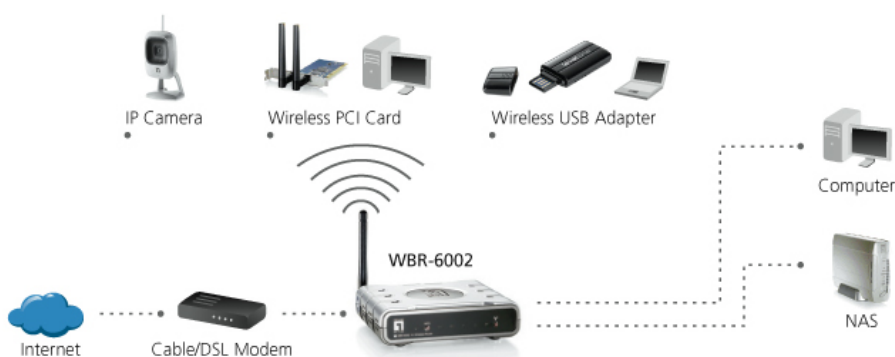 IP Camera
Wireless PCI Card
Wireless USB Adapter
Computer
WBR-6002
NAS
Internet
Cable/DSL Modem